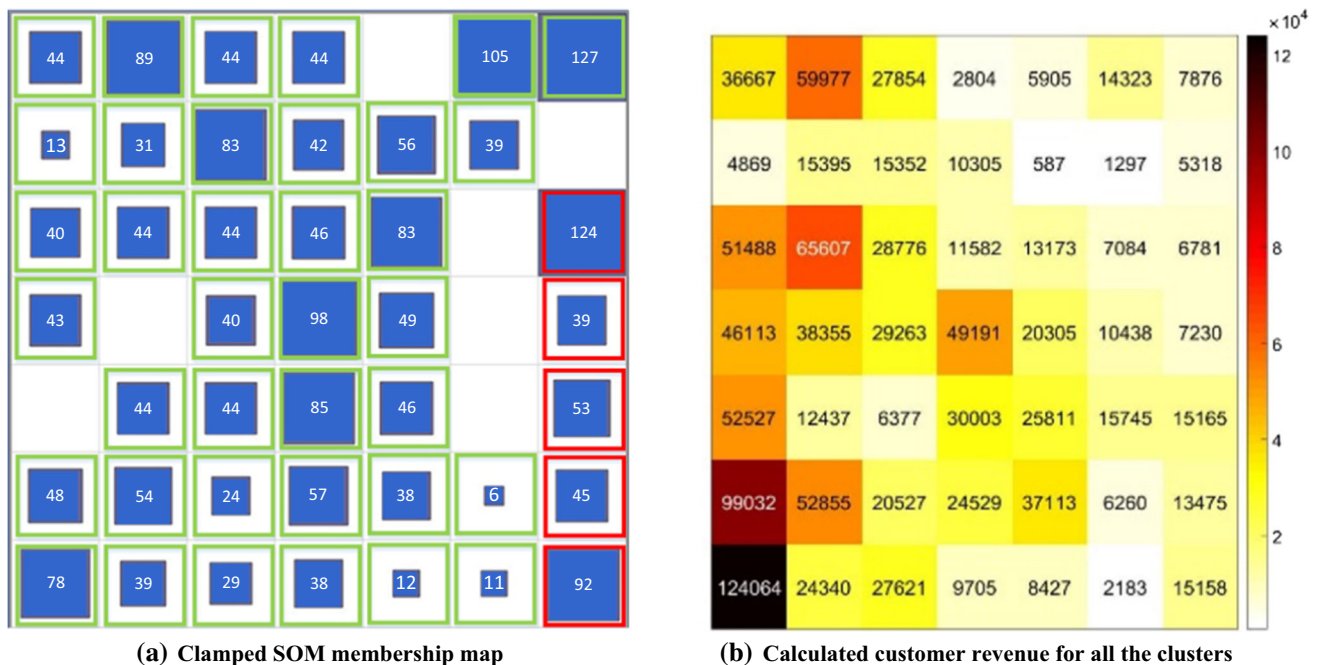 44 89 44 44 105 127
13 31 83 42 56 39
40 44 44 46 83 124
43 40 98 49 39
44 44 85 46 53
48 54 24 57 38 6 45
78 39 29 38 12 11 92
(a) Clamped SOM membership map
×10⁴
36667 59977 27854 2804 5905 14323 7876
4869 15395 15352 10305 587 1297 5318
51488 65607 28776 11582 13173 7084 6781
46113 38355 29263 49191 20305 10438 7230
52527 12437 6377 30003 25811 15745 15165
99032 52855 20527 24529 37113 6260 13475
124064 24340 27621 9705 8427 2183 15158
12
10
8
6
4
2
(b) Calculated customer revenue for all the clusters